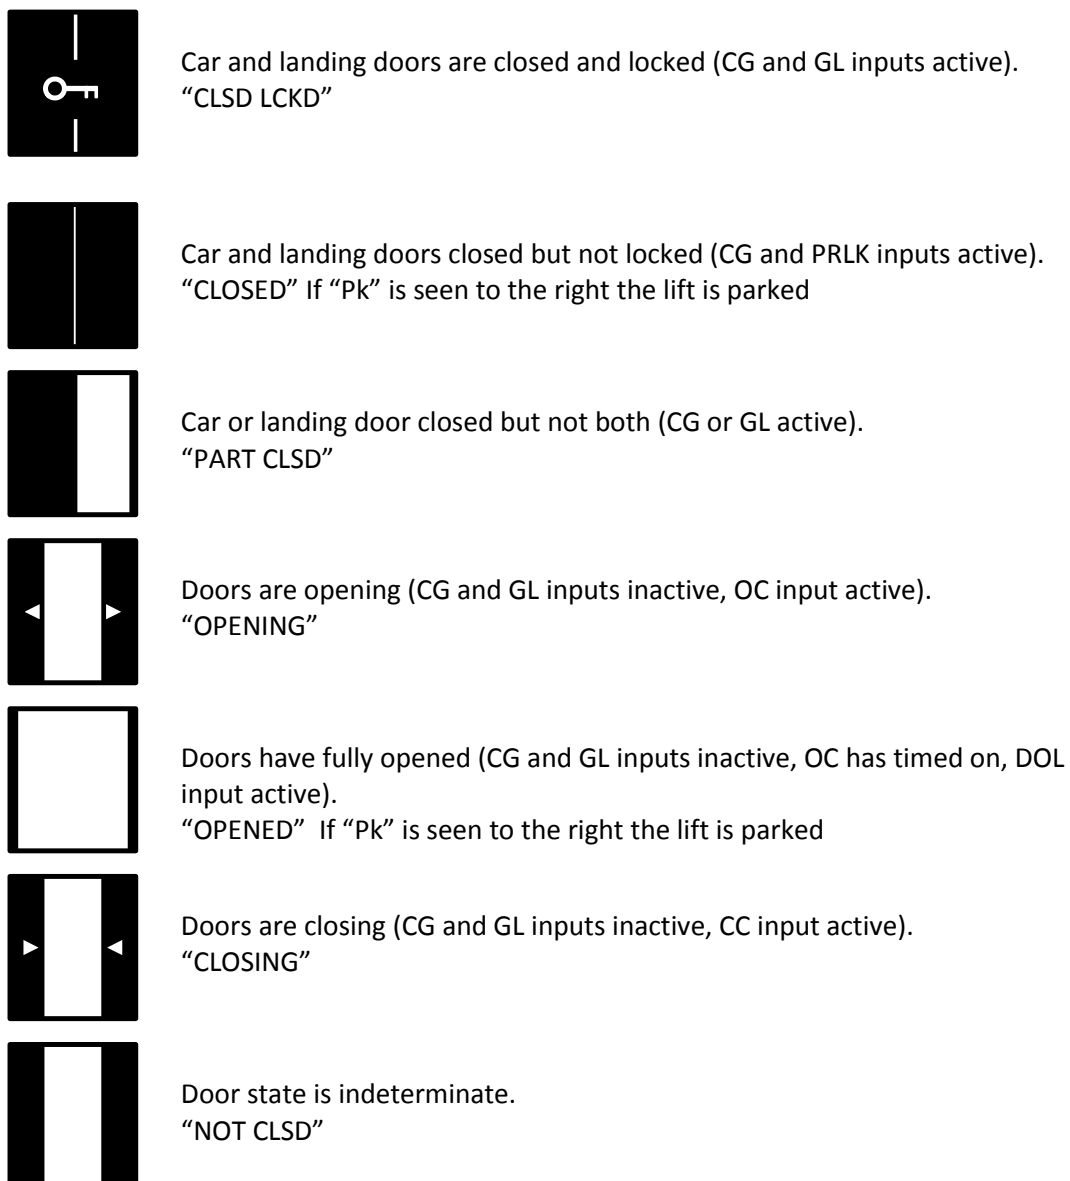 Car and landing doors are closed and locked (CG and GL inputs active).
“CLSD LCKD”
Car and landing doors closed but not locked (CG and PRLK inputs active).
“CLOSED” If “Pk” is seen to the right the lift is parked
Car or landing door closed but not both (CG or GL active).
“PART CLSD”
Doors are opening (CG and GL inputs inactive, OC input active).
“OPENING”
Doors have fully opened (CG and GL inputs inactive, OC has timed on, DOL
input active).
“OPENED”  If “Pk” is seen to the right the lift is parked
Doors are closing (CG and GL inputs inactive, CC input active).
“CLOSING”
Door state is indeterminate.
“NOT CLSD”